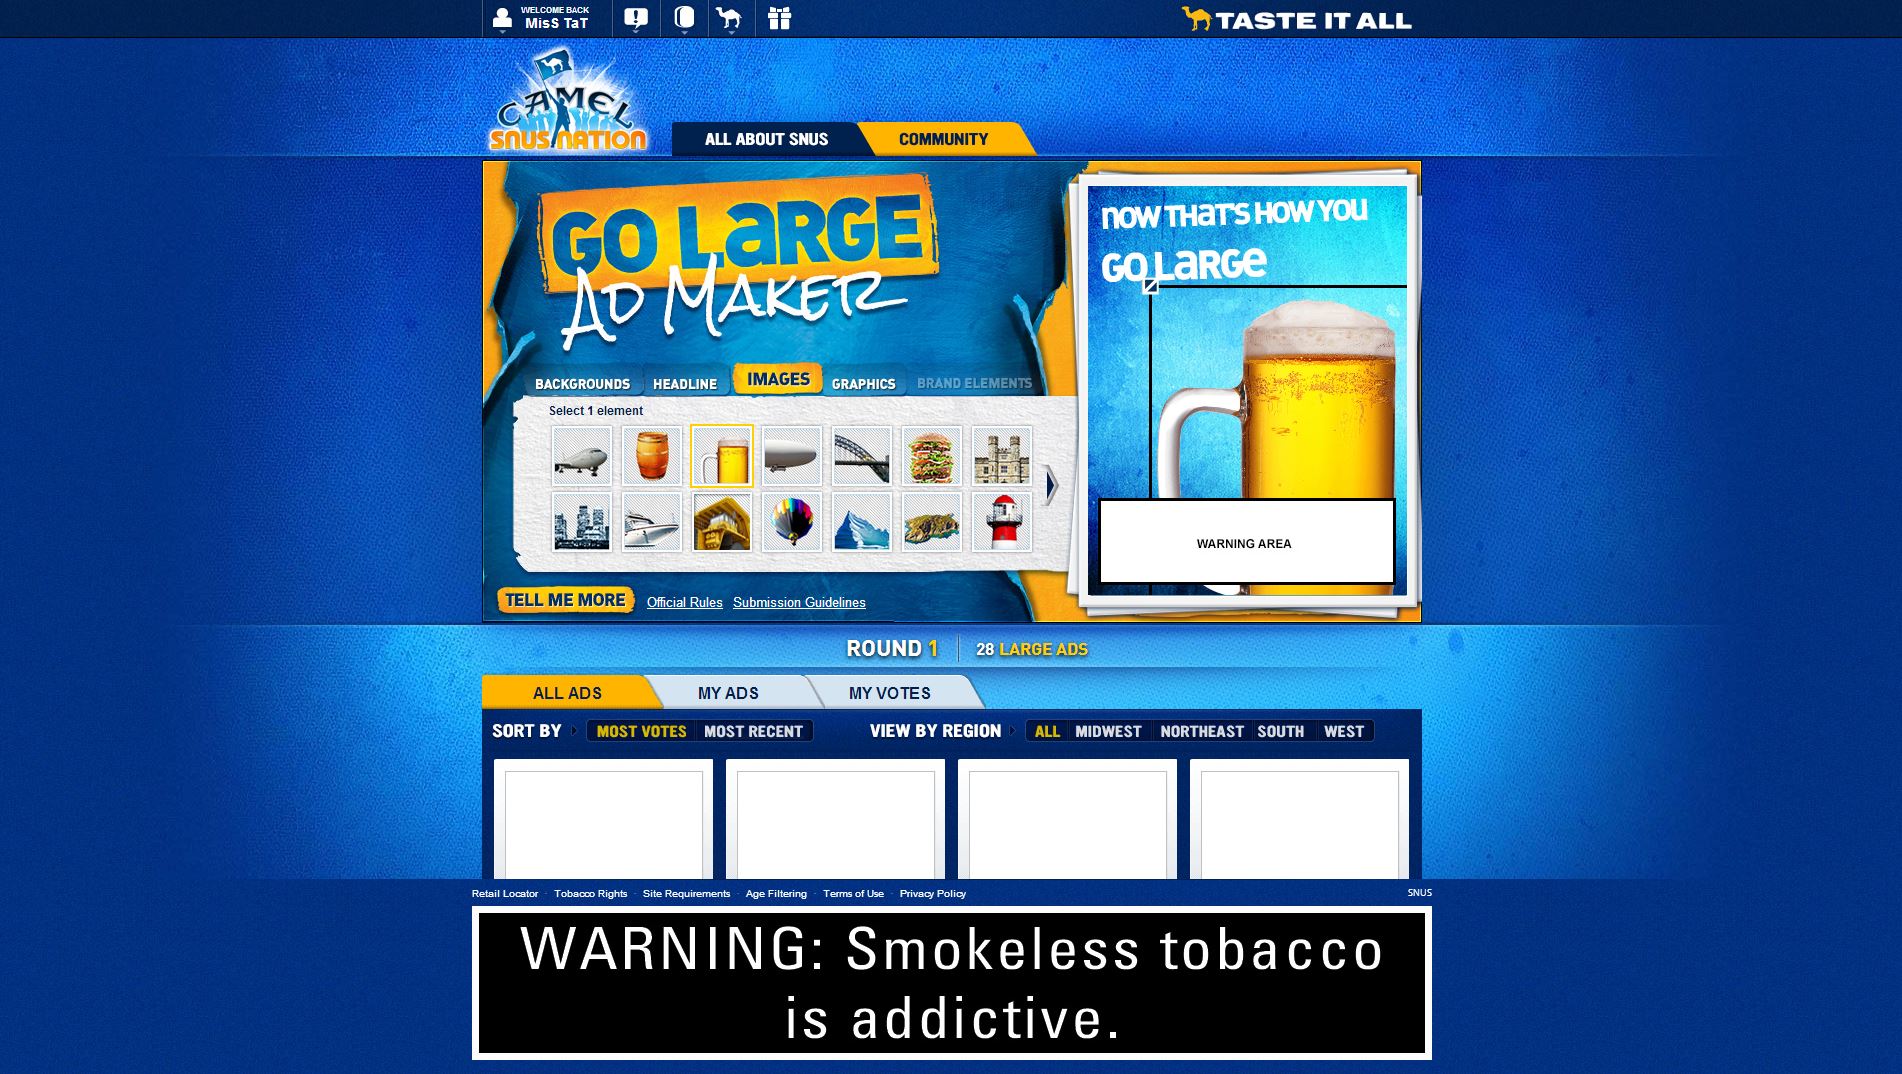 WELCOME BACK
MisS TaT
TASTE IT ALL
CAMEL
SNUS NATION
ALL ABOUT SNUS
COMMUNITY
GO LARGE
AD MAKER
NOW THAT'S HOW YOU
GO LARGE
BACKGROUNDS
HEADLINE
IMAGES
GRAPHICS
BRAND ELEMENTS
Select 1 element
WARNING AREA
TELL ME MORE
Official Rules
Submission Guidelines
ROUND 1
28 LARGE ADS
ALL ADS
MY ADS
MY VOTES
SORT BY
MOST VOTES
MOST RECENT
VIEW BY REGION
ALL
MIDWEST
NORTHEAST
SOUTH
WEST
Retail Locator · Tobacco Rights · Site Requirements · Age Filtering · Terms of Use · Privacy Policy
SNUS
WARNING: Smokeless tobacco
is addictive.